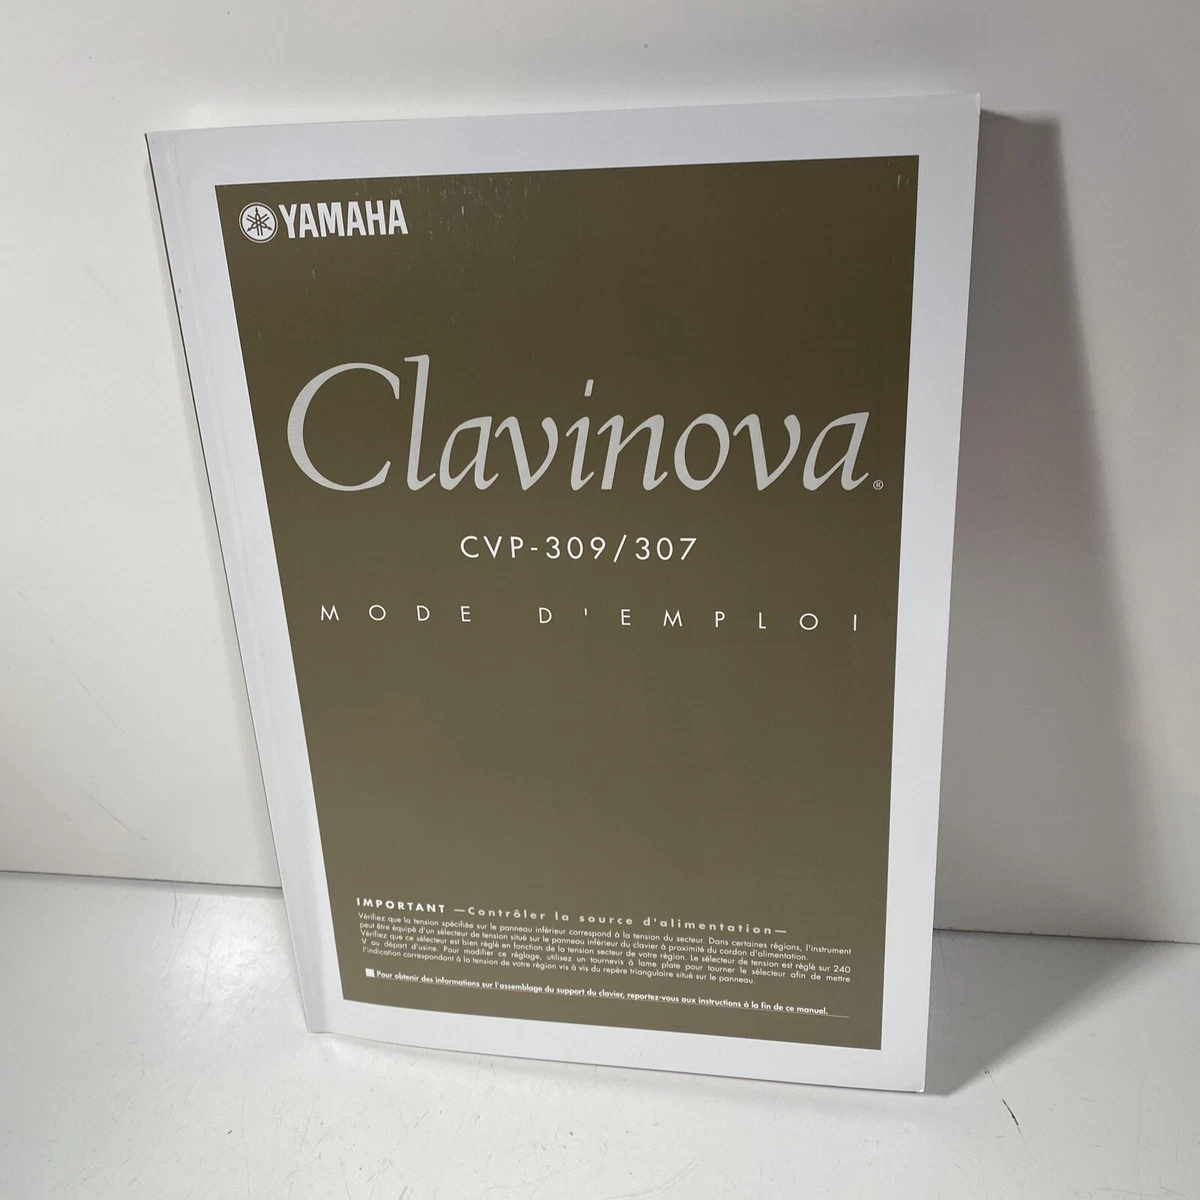 YAMAHA
Clavinova®
CVP-309/307
MODE D'EMPLOI
IMPORTANT —Contrôler la source d'alimentation—
Vérifiez que la tension spécifiée sur le panneau inférieur correspond à la tension du secteur. Dans certaines régions, l'instrument
peut être équipé d'un sélecteur de tension situé sur le panneau inférieur du clavier à proximité du cordon d'alimentation.
Vérifiez que ce sélecteur est bien réglé en fonction de la tension secteur de votre région. Le sélecteur de tension est réglé sur 240
V au départ d'usine. Pour modifier ce réglage, utilisez un tournevis à lame plate pour tourner le sélecteur afin de mettre
l'indication correspondant à la tension de votre région vis à vis du repère triangulaire situé sur le panneau.
■ Pour obtenir des informations sur l'assemblage du support du clavier, reportez-vous aux instructions à la fin de ce manuel.